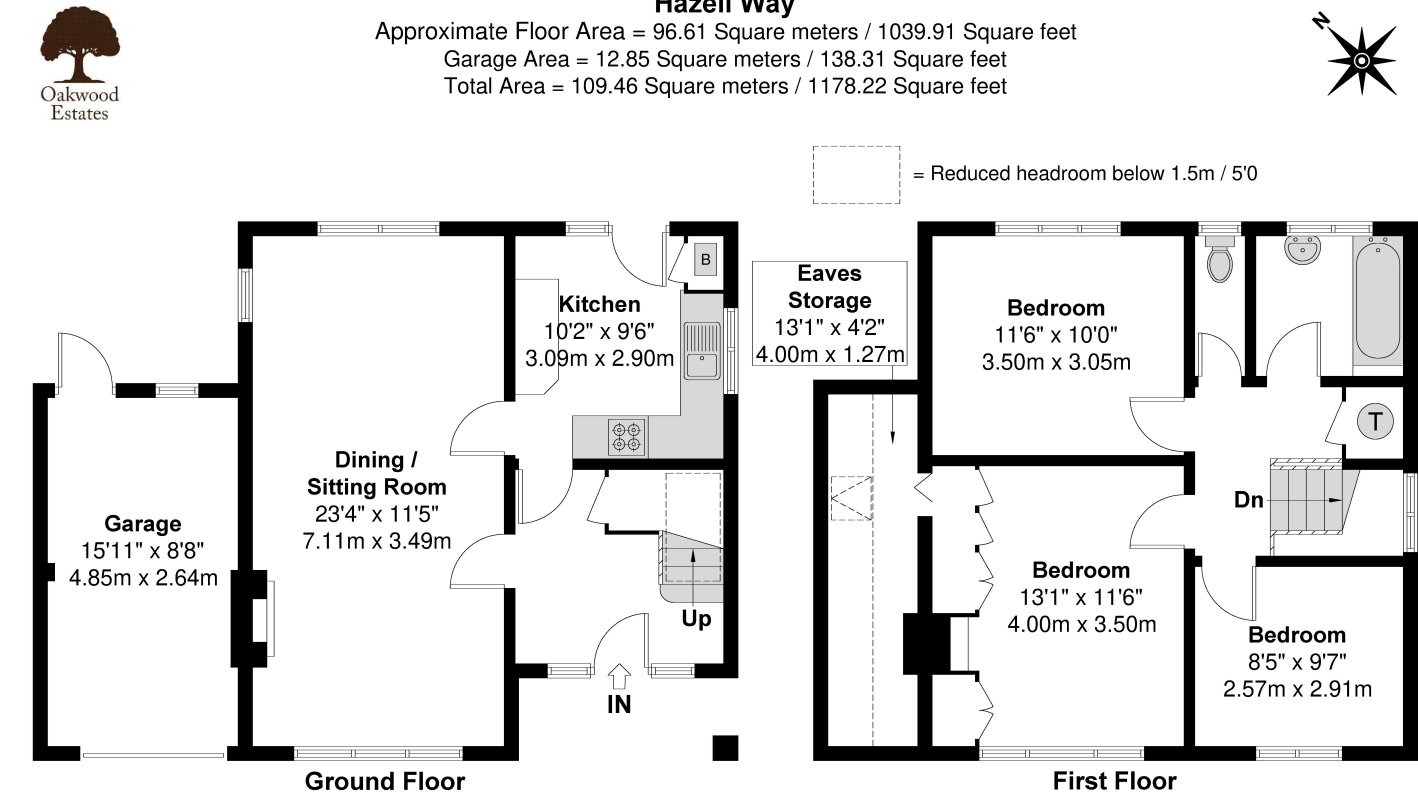 Hazell Way
Approximate Floor Area = 96.61 Square meters / 1039.91 Square feet
Garage Area = 12.85 Square meters / 138.31 Square feet
Total Area = 109.46 Square meters / 1178.22 Square feet
Oakwood
Estates
N
= Reduced headroom below 1.5m / 5'0
B
Kitchen
10'2" x 9'6"
3.09m x 2.90m
Dining /
Sitting Room
23'4" x 11'5"
7.11m x 3.49m
Garage
15'11" x 8'8"
4.85m x 2.64m
Up
IN
Ground Floor
Eaves
Storage
13'1" x 4'2"
4.00m x 1.27m
Bedroom
11'6" x 10'0"
3.50m x 3.05m
T
Dn
Bedroom
13'1" x 11'6"
4.00m x 3.50m
Bedroom
8'5" x 9'7"
2.57m x 2.91m
First Floor